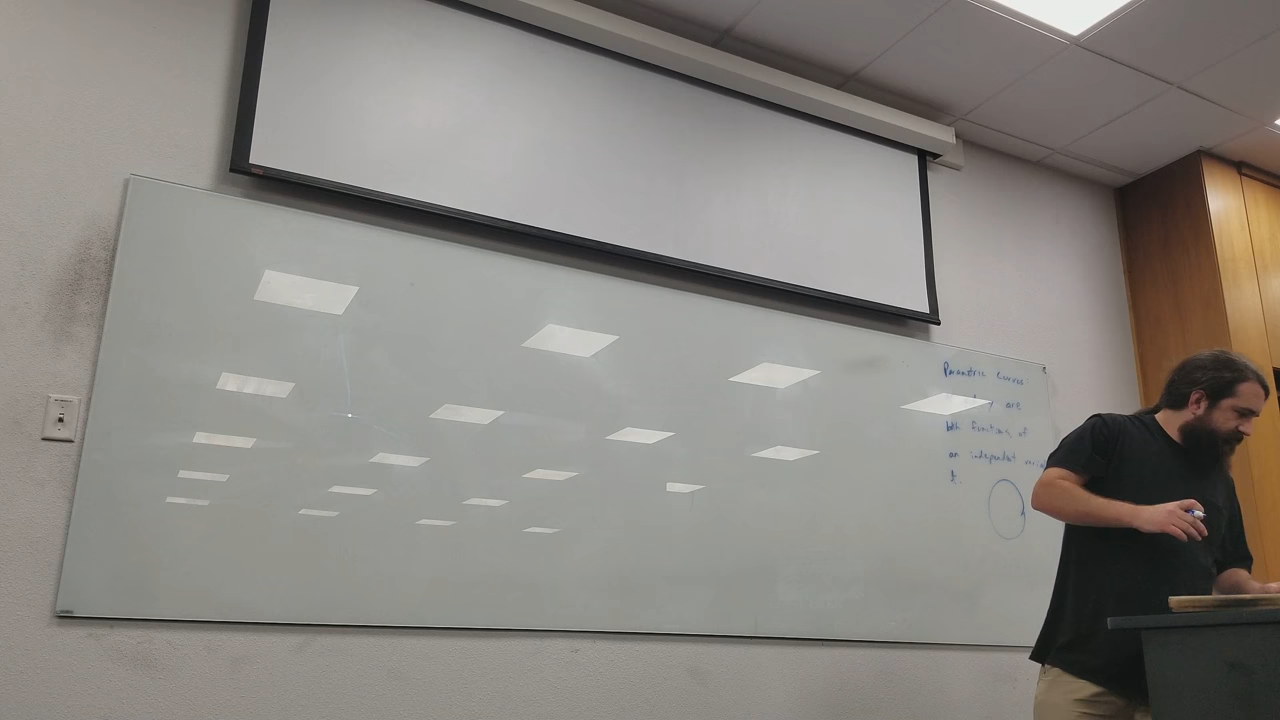 Parametric Curves:
y are
both functions of
an independent
t.